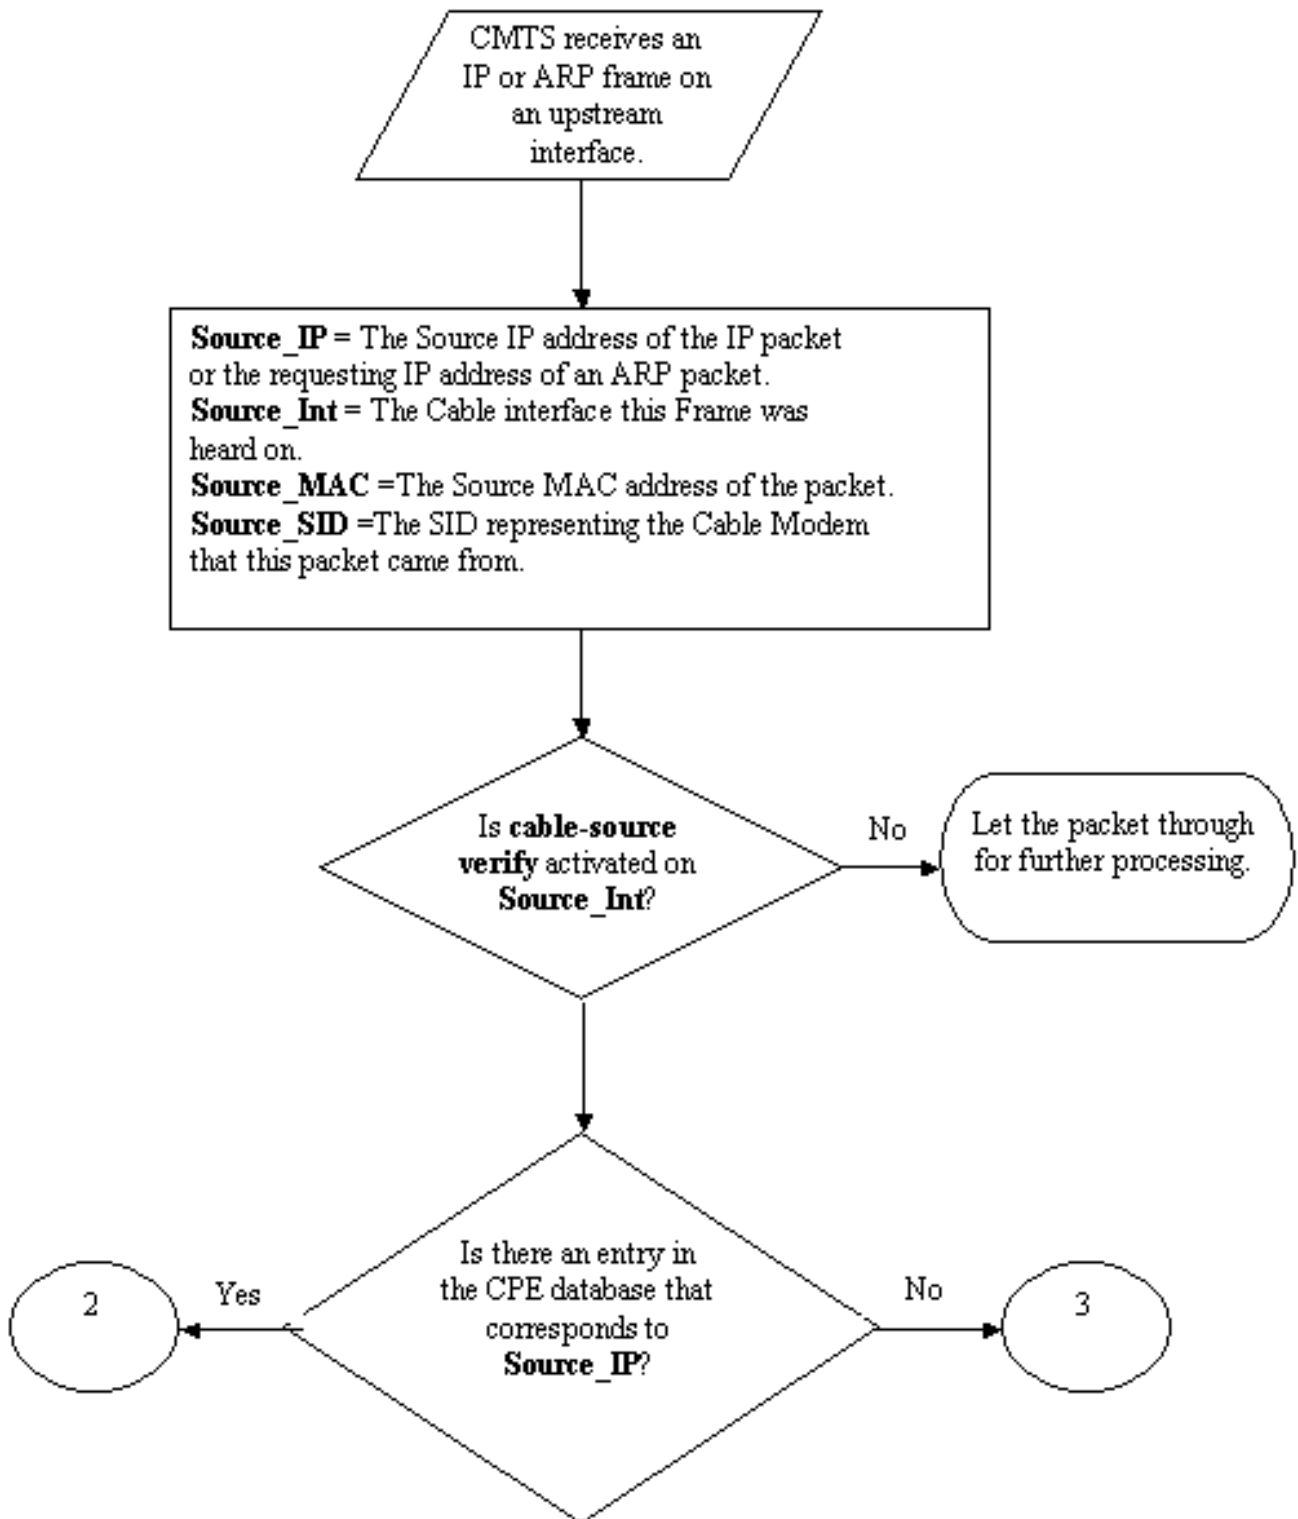 CMTS receives an
IP or ARP frame on
an upstream
interface.
Source_IP = The Source IP address of the IP packet
or the requesting IP address of an ARP packet.
Source_Int = The Cable interface this Frame was
heard on.
Source_MAC =The Source MAC address of the packet.
Source_SID =The SID representing the Cable Modem
that this packet came from.
Is cable-source
verify activated on
Source_Int?
No
Let the packet through
for further processing.
Is there an entry in
the CPE database that
corresponds to
Source_IP?
Yes
2
No
3